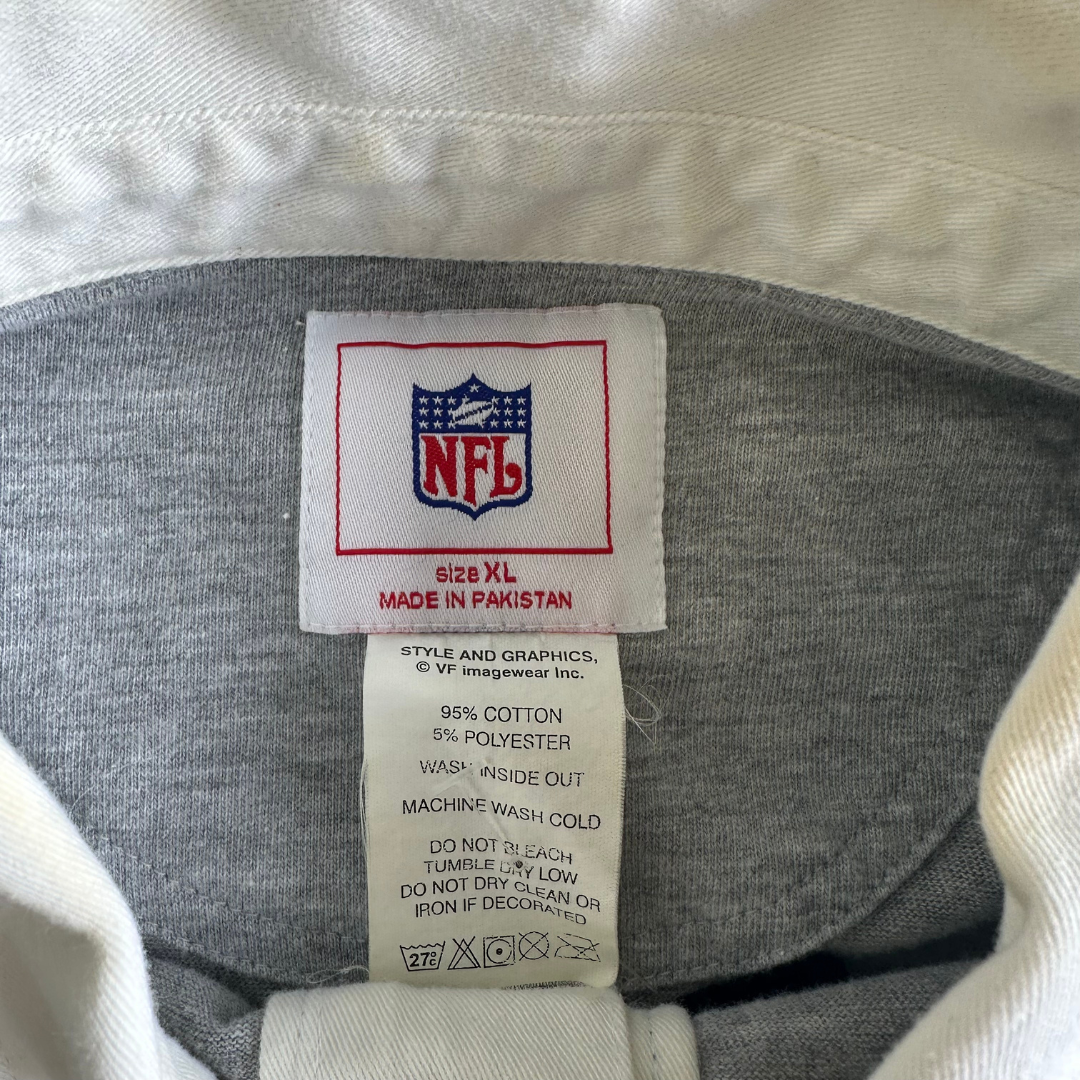 NFL
size XL
MADE IN PAKISTAN
STYLE AND GRAPHICS,
© VF imagewear Inc.
95% COTTON
5% POLYESTER
WASH INSIDE OUT
MACHINE WASH COLD
DO NOT BLEACH
TUMBLE DRY LOW
DO NOT DRY CLEAN OR
IRON IF DECORATED
27°C